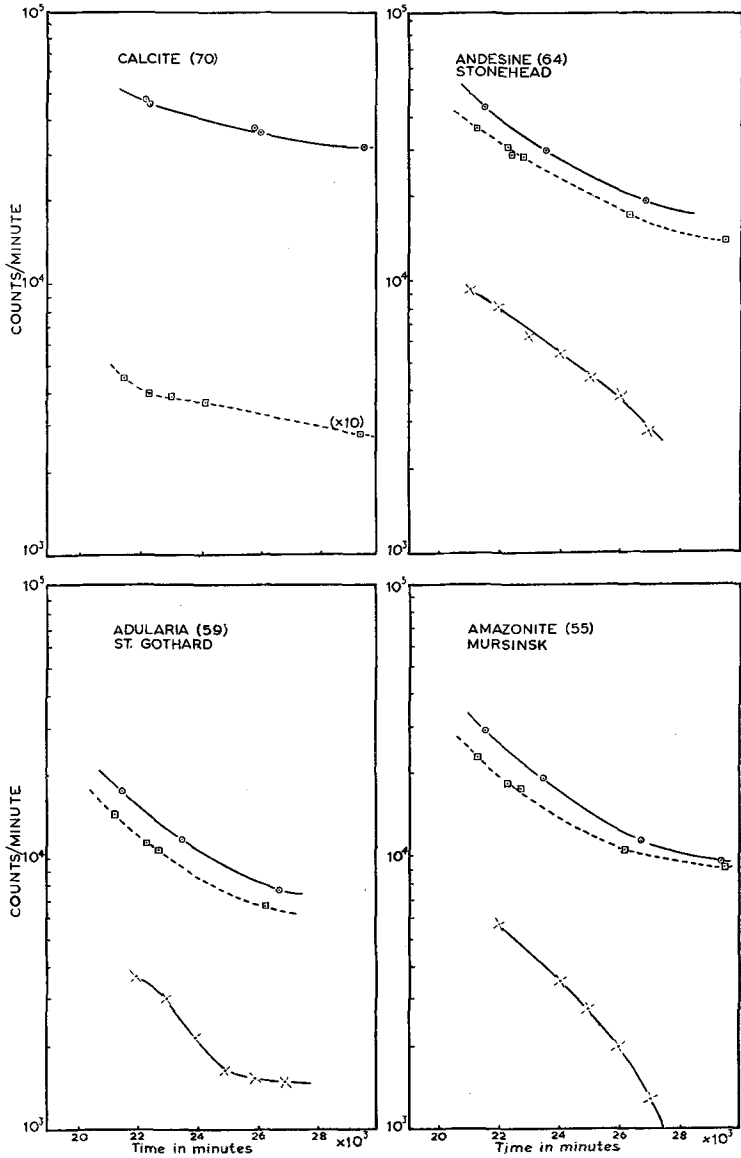 10⁵
CALCITE (70)
COUNTS/MINUTE
10⁴
(×10)
10³
ANDESINE (64)
STONEHEAD
10⁵
10⁴
10³
10⁵
ADULARIA (59)
ST. GOTHARD
COUNTS/MINUTE
10⁴
10³
20 22 24 26 28 ×10³
Time in minutes
10⁵
AMAZONITE (55)
MURSINSK
10⁴
10³
20 22 24 26 28 ×10³
Time in minutes